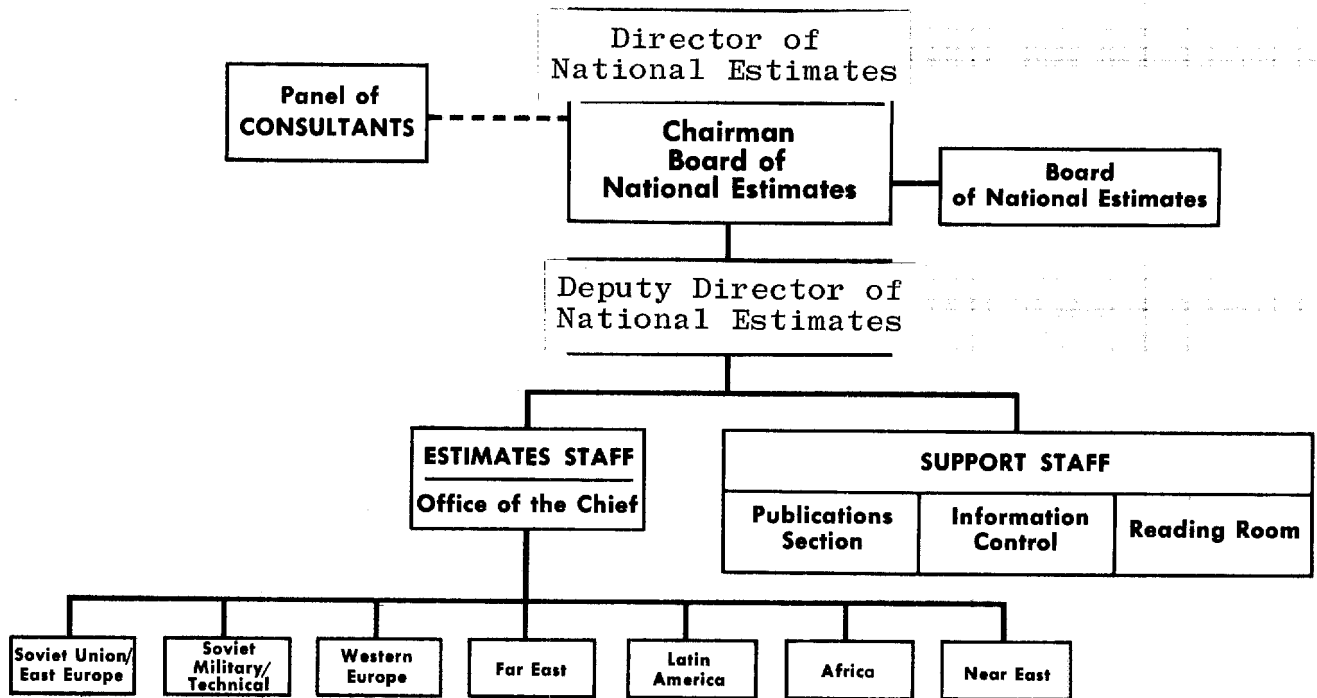 Director of
National Estimates
Panel of
CONSULTANTS
Chairman
Board of
National Estimates
Board
of National Estimates
Deputy Director of
National Estimates
ESTIMATES STAFF
Office of the Chief
SUPPORT STAFF
Publications
Section
Information
Control
Reading Room
Soviet Union/
East Europe
Soviet
Military/
Technical
Western
Europe
Far East
Latin
America
Africa
Near East